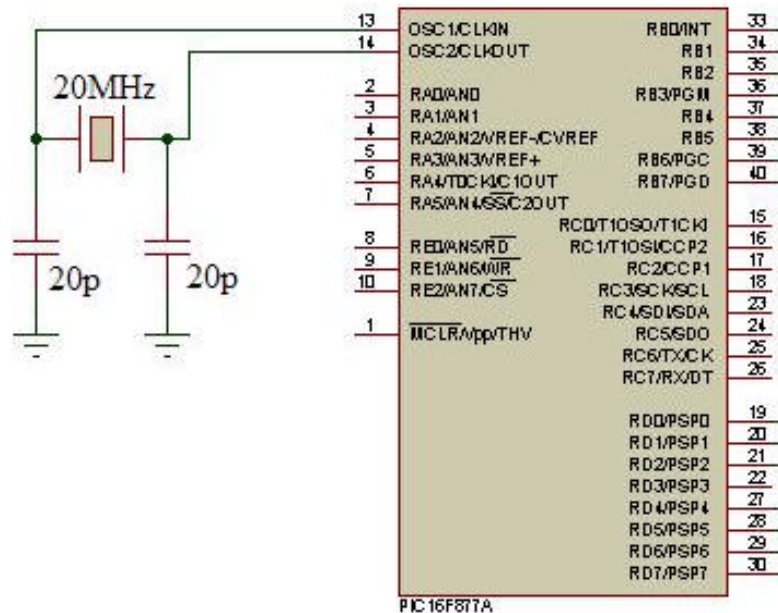 13 OSC1/CLKIN RB0/INT 33
14 OSC2/CLKOUT RB1 34
RB2 35
20MHz
2 RA0/AN0 RB3/PGM 36
3 RA1/AN1 RB4 37
4 RA2/AN2/VREF-/CVREF RB5 38
5 RA3/AN3/VREF+ RB6/PGC 39
6 RA4/T0CKI/C1OUT RB7/PGD 40
7 RA5/AN4/SS/C2OUT
RC0/T1OSO/T1CKI 15
8 RE0/AN5/RD RC1/T1OSI/CCP2 16
9 RE1/AN6/WR RC2/CCP1 17
10 RE2/AN7/CS RC3/SCK/SCL 18
20p 20p
RC4/SDI/SDA 23
1 MCLR/Vpp/THV RC5/SDO 24
RC6/TX/CK 25
RC7/RX/DT 26
RD0/PSP0 19
RD1/PSP1 20
RD2/PSP2 21
RD3/PSP3 22
RD4/PSP4 27
RD5/PSP5 28
RD6/PSP6 29
RD7/PSP7 30
PIC16F877A